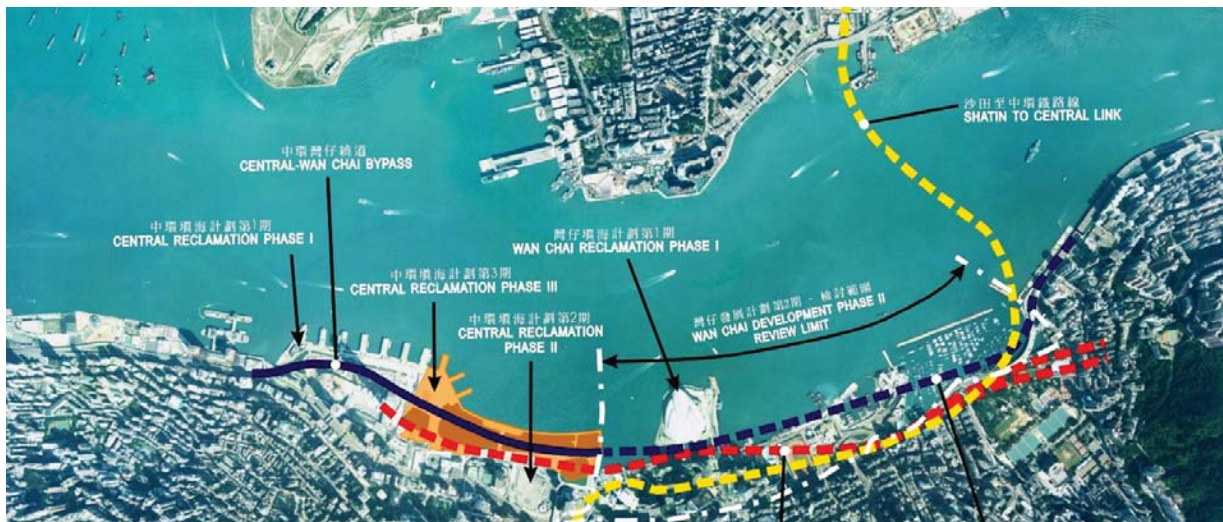 沙田至中環鐵路線
SHATIN TO CENTRAL LINK
中環灣仔繞道
CENTRAL-WAN CHAI BYPASS
中環填海計劃第1期
CENTRAL RECLAMATION PHASE I
灣仔填海計劃第1期
WAN CHAI RECLAMATION PHASE I
中環填海計劃第3期
CENTRAL RECLAMATION PHASE III
中環填海計劃第2期
CENTRAL RECLAMATION
PHASE II
灣仔發展計劃第2期 - 檢討範圍
WAN CHAI DEVELOPMENT PHASE II
REVIEW LIMIT